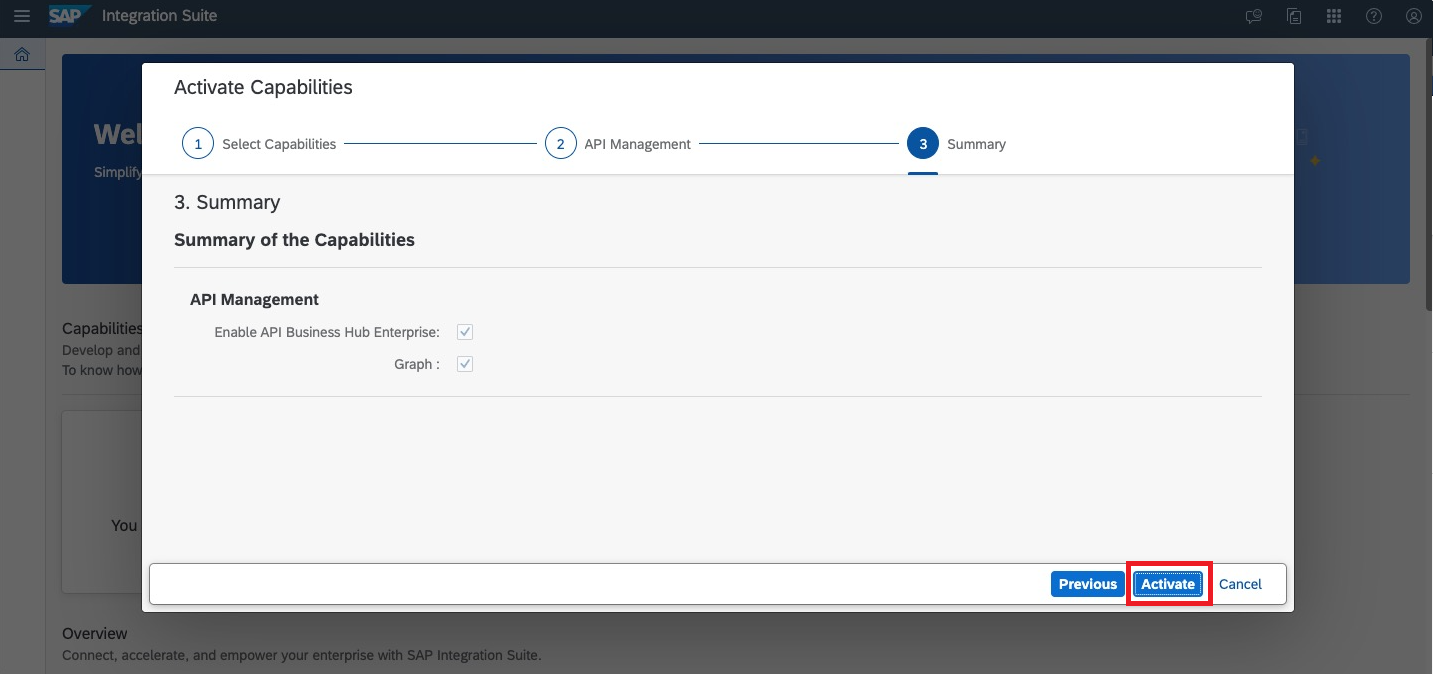 SAP Integration Suite
Activate Capabilities
1 Select Capabilities 2 API Management 3 Summary
Wel
Simplify
3. Summary
Summary of the Capabilities
API Management
Capabilities
Enable API Business Hub Enterprise:
Develop and
Graph :
To know how
You
Previous Activate Cancel
Overview
Connect, accelerate, and empower your enterprise with SAP Integration Suite.